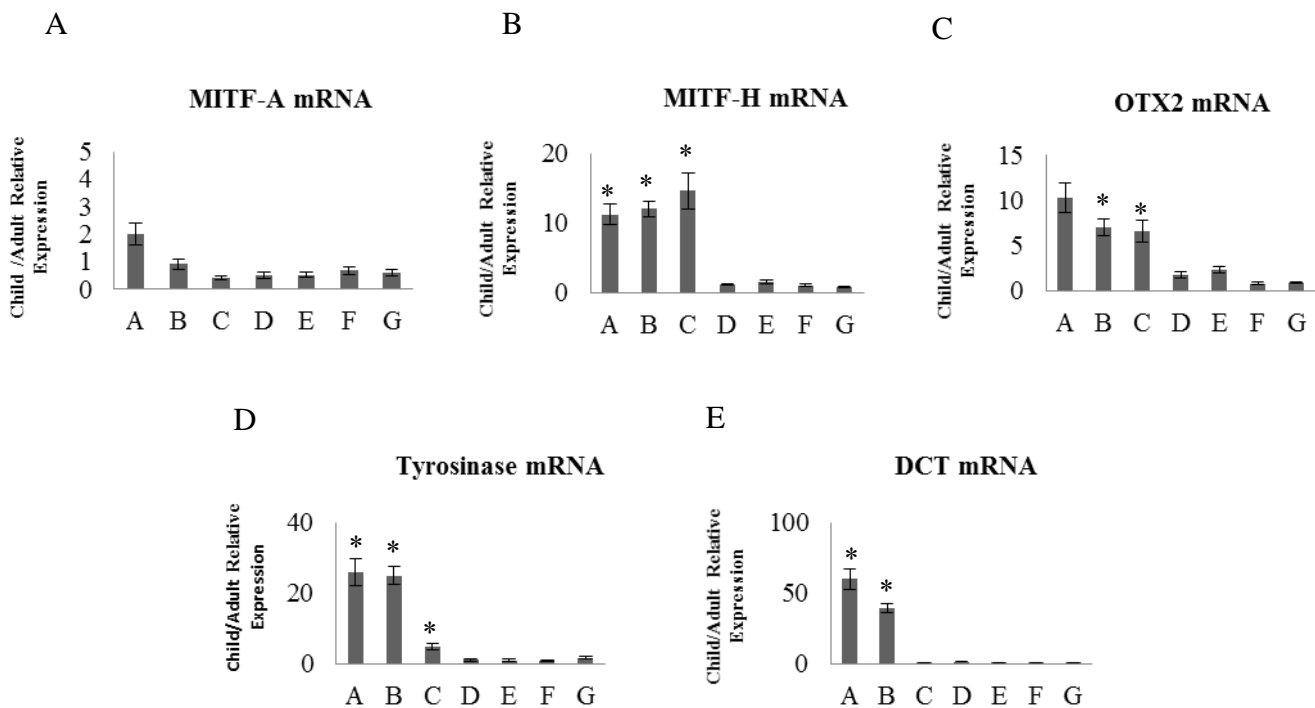 A
MITF-A mRNA
Child /Adult Relative
Expression
5
4
3
2
1
0
A B C D E F G
B
MITF-H mRNA
Child/Adult Relative
Expression
20
10
0
* * *
A B C D E F G
C
OTX2 mRNA
Child/Adult Relative
Expression
15
10
5
0
* *
A B C D E F G
D
Tyrosinase mRNA
Child/Adult Relative
Expression
40
20
0
* * *
A B C D E F G
E
DCT mRNA
Child/Adult Relative
Expression
100
50
0
* *
A B C D E F G